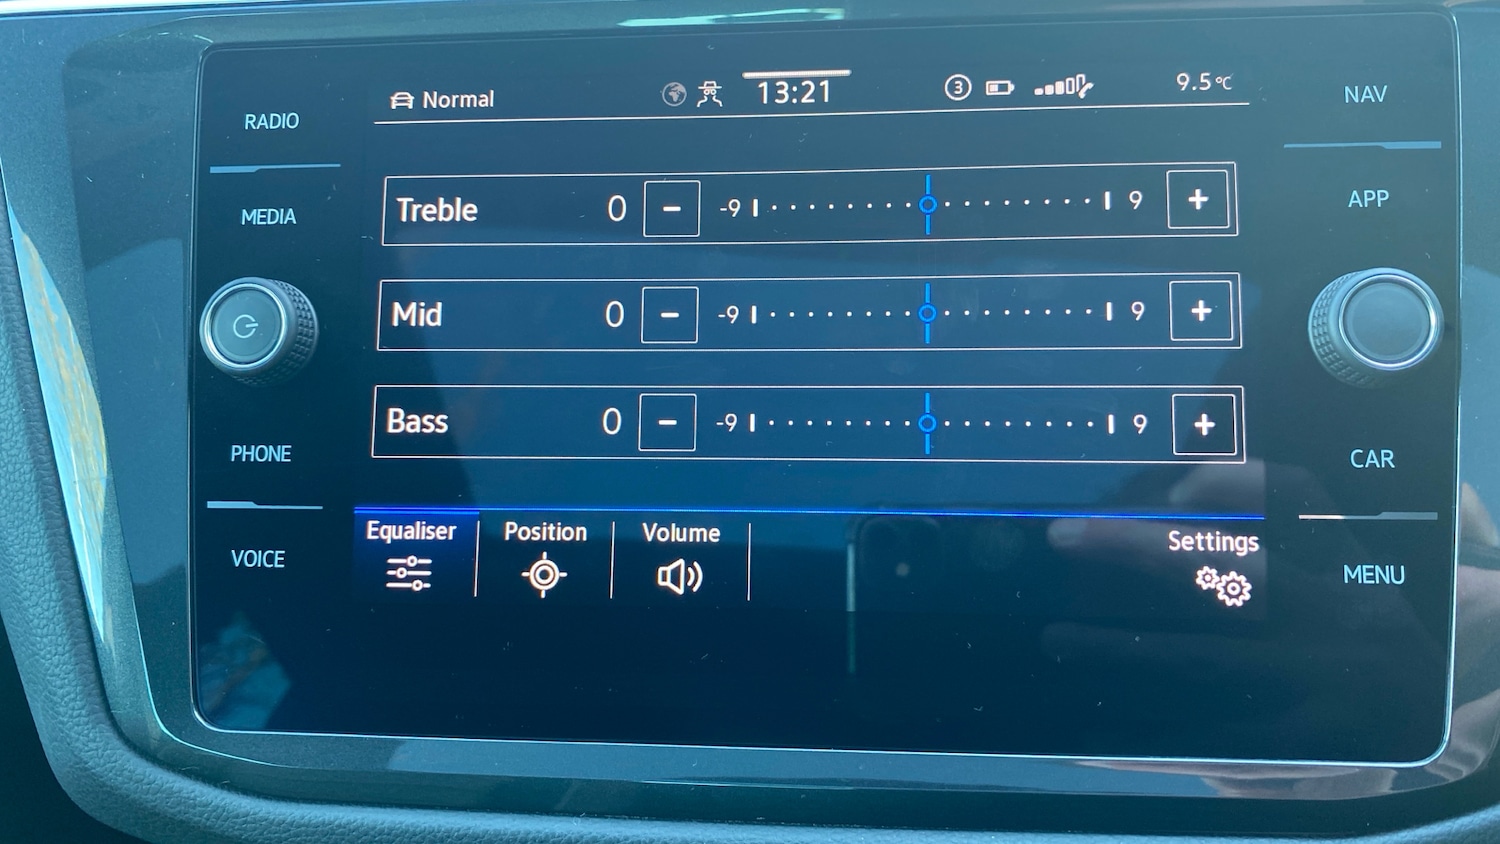 RADIO
MEDIA
PHONE
VOICE
Normal
13:21
3
9.5°C
Treble 0 - -9 9 +
Mid 0 - -9 9 +
Bass 0 - -9 9 +
Equaliser Position Volume Settings
NAV
APP
CAR
MENU